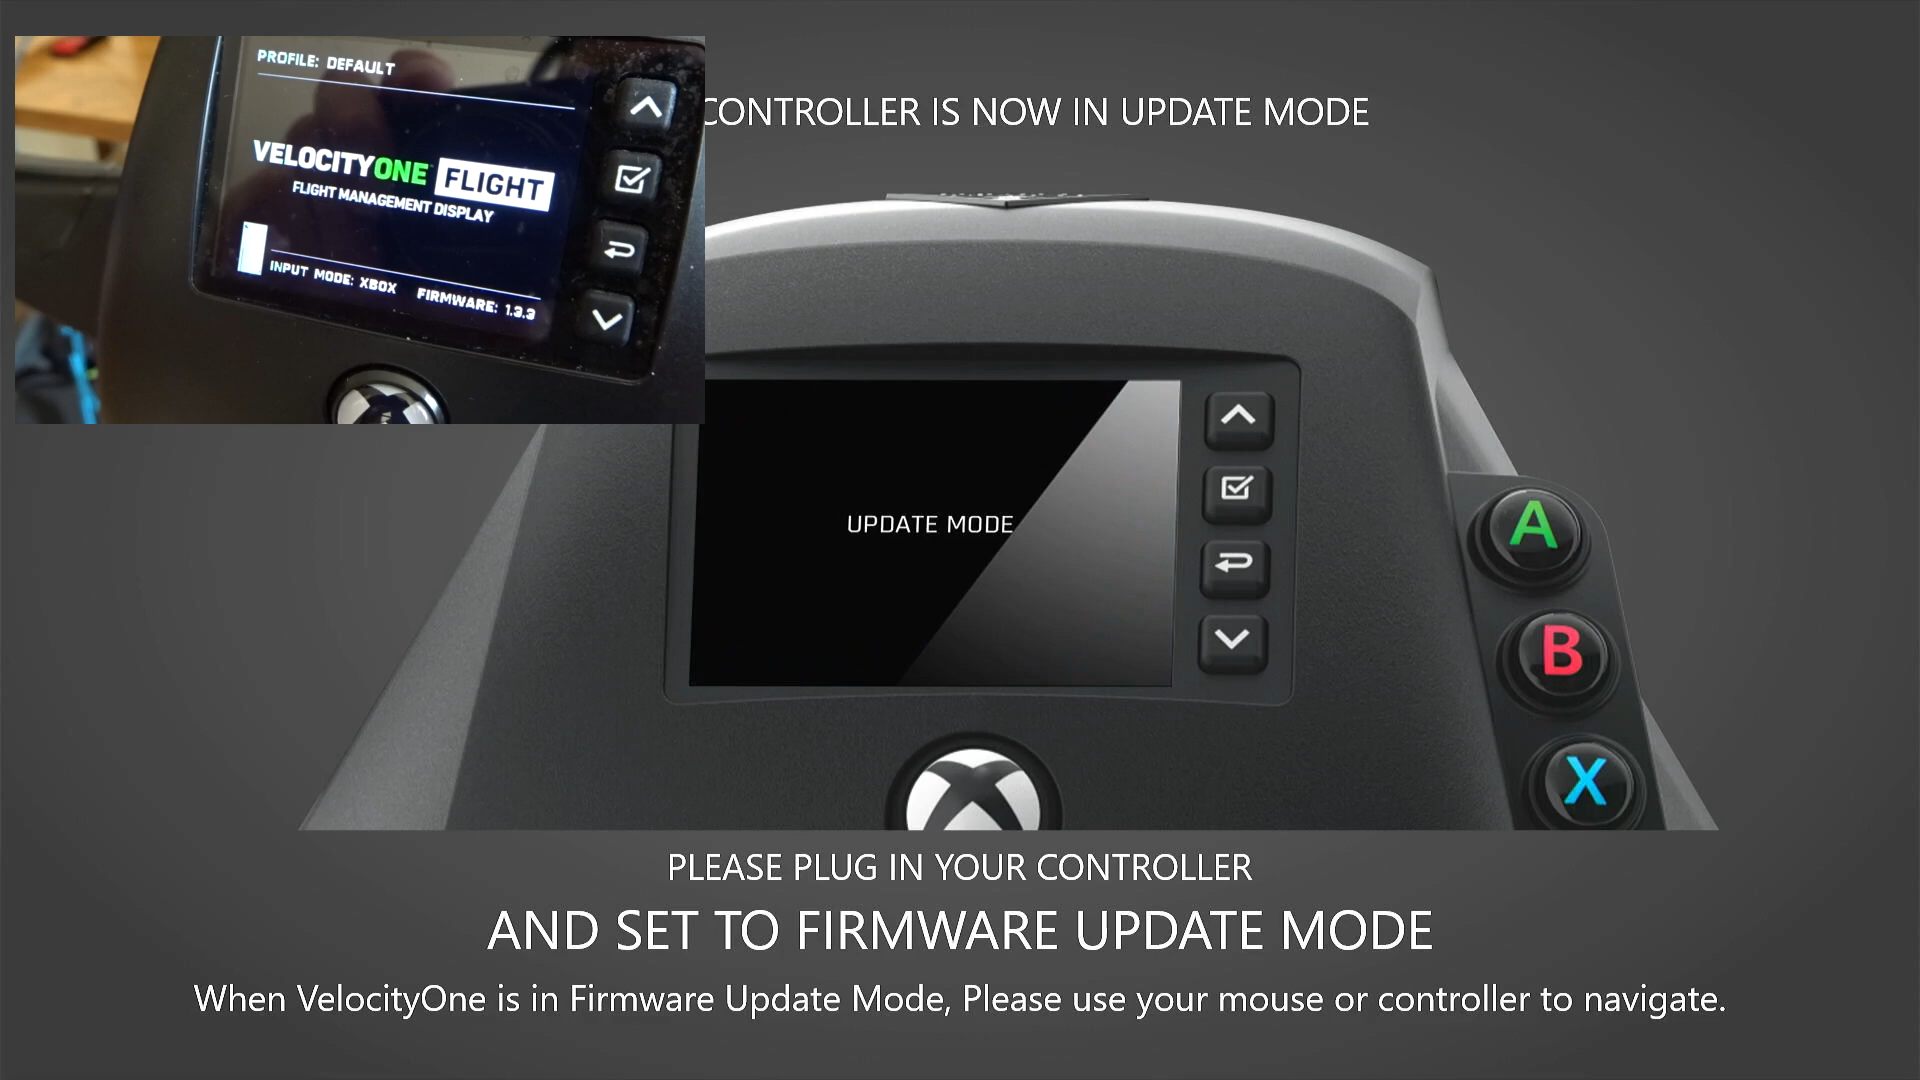 PROFILE: DEFAULT
VELOCITYONE FLIGHT
FLIGHT MANAGEMENT DISPLAY
INPUT MODE: XBOX FIRMWARE: 1.3.3
CONTROLLER IS NOW IN UPDATE MODE
UPDATE MODE
A
B
X
PLEASE PLUG IN YOUR CONTROLLER
AND SET TO FIRMWARE UPDATE MODE
When VelocityOne is in Firmware Update Mode, Please use your mouse or controller to navigate.